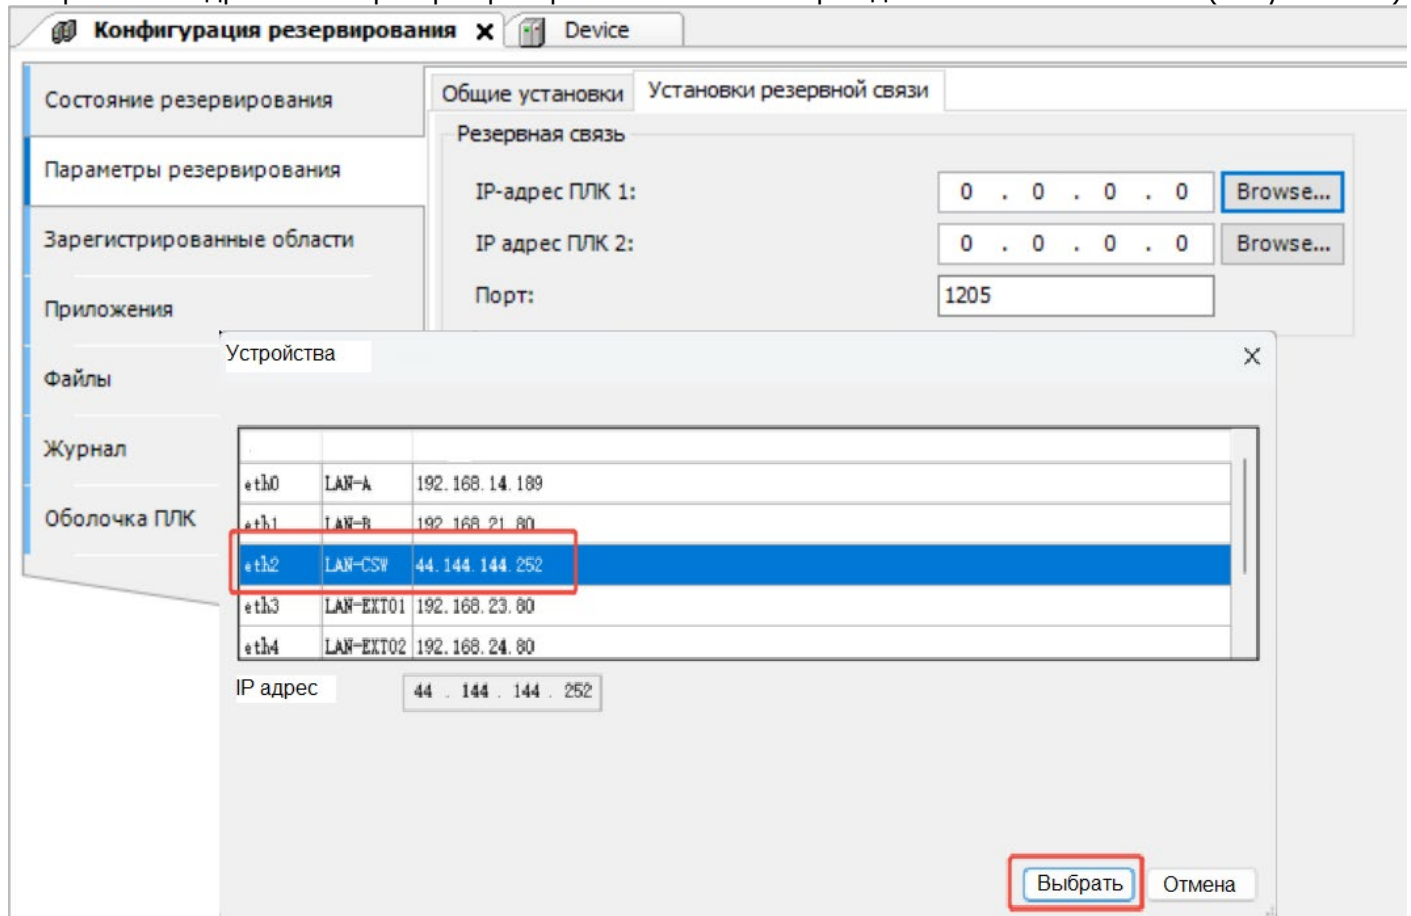 Конфигурация резервирования Device
Состояние резервирования
Общие установки Установки резервной связи
Резервная связь
Параметры резервирования
IP-адрес ПЛК 1: 0 . 0 . 0 . 0 Browse...
Зарегистрированные области
IP адрес ПЛК 2: 0 . 0 . 0 . 0 Browse...
Приложения
Порт: 1205
Файлы
Журнал
Оболочка ПЛК
Устройства
eth0 LAN-A 192.168.14.189
eth1 LAN-B 192.168.21.80
eth2 LAN-CSW 44.144.144.252
eth3 LAN-EXT01 192.168.23.80
eth4 LAN-EXT02 192.168.24.80
IP адрес 44 . 144 . 144 . 252
Выбрать Отмена